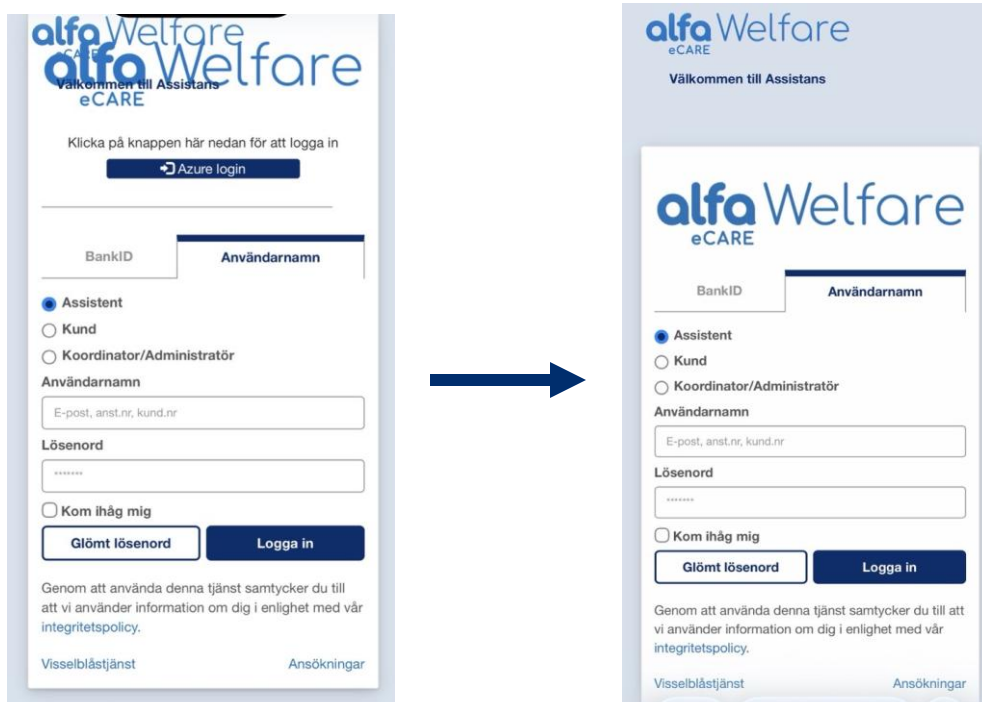 alfa Welfare
eCARE
alfa Welfare
Välkommen till Assistans
eCARE
Klicka på knappen här nedan för att logga in
Azure login
BankID
Användarnamn
Assistent
Kund
Koordinator/Administratör
Användarnamn
E-post, anst.nr, kund.nr
Lösenord
*******
Kom ihåg mig
Glömt lösenord
Logga in
Genom att använda denna tjänst samtycker du till
att vi använder information om dig i enlighet med vår
integritetspolicy.
Visselblåstjänst
Ansökningar
alfa Welfare
eCARE
Välkommen till Assistans
alfa Welfare
eCARE
BankID
Användarnamn
Assistent
Kund
Koordinator/Administratör
Användarnamn
E-post, anst.nr, kund.nr
Lösenord
*******
Kom ihåg mig
Glömt lösenord
Logga in
Genom att använda denna tjänst samtycker du till att
vi använder information om dig i enlighet med vår
integritetspolicy.
Visselblåstjänst
Ansökningar